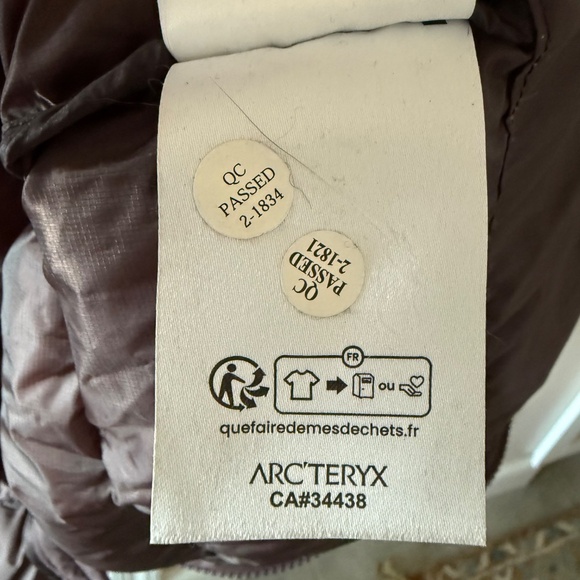 QC
PASSED
2-1834
QC
PASSED
2-1821
FR
ou
quefairedemesdechets.fr
ARC'TERYX
CA#34438